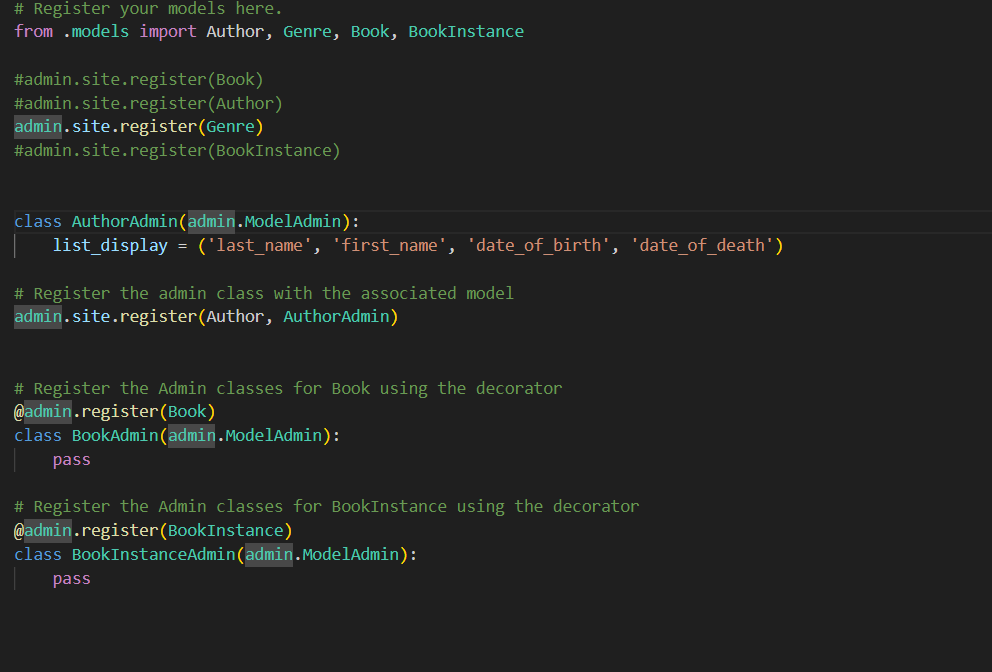 # Register your models here.
from .models import Author, Genre, Book, BookInstance
#admin.site.register(Book)
#admin.site.register(Author)
admin.site.register(Genre)
#admin.site.register(BookInstance)
class AuthorAdmin(admin.ModelAdmin):
list_display = ('last_name', 'first_name', 'date_of_birth', 'date_of_death')
# Register the admin class with the associated model
admin.site.register(Author, AuthorAdmin)
# Register the Admin classes for Book using the decorator
@admin.register(Book)
class BookAdmin(admin.ModelAdmin):
pass
# Register the Admin classes for BookInstance using the decorator
@admin.register(BookInstance)
class BookInstanceAdmin(admin.ModelAdmin):
pass